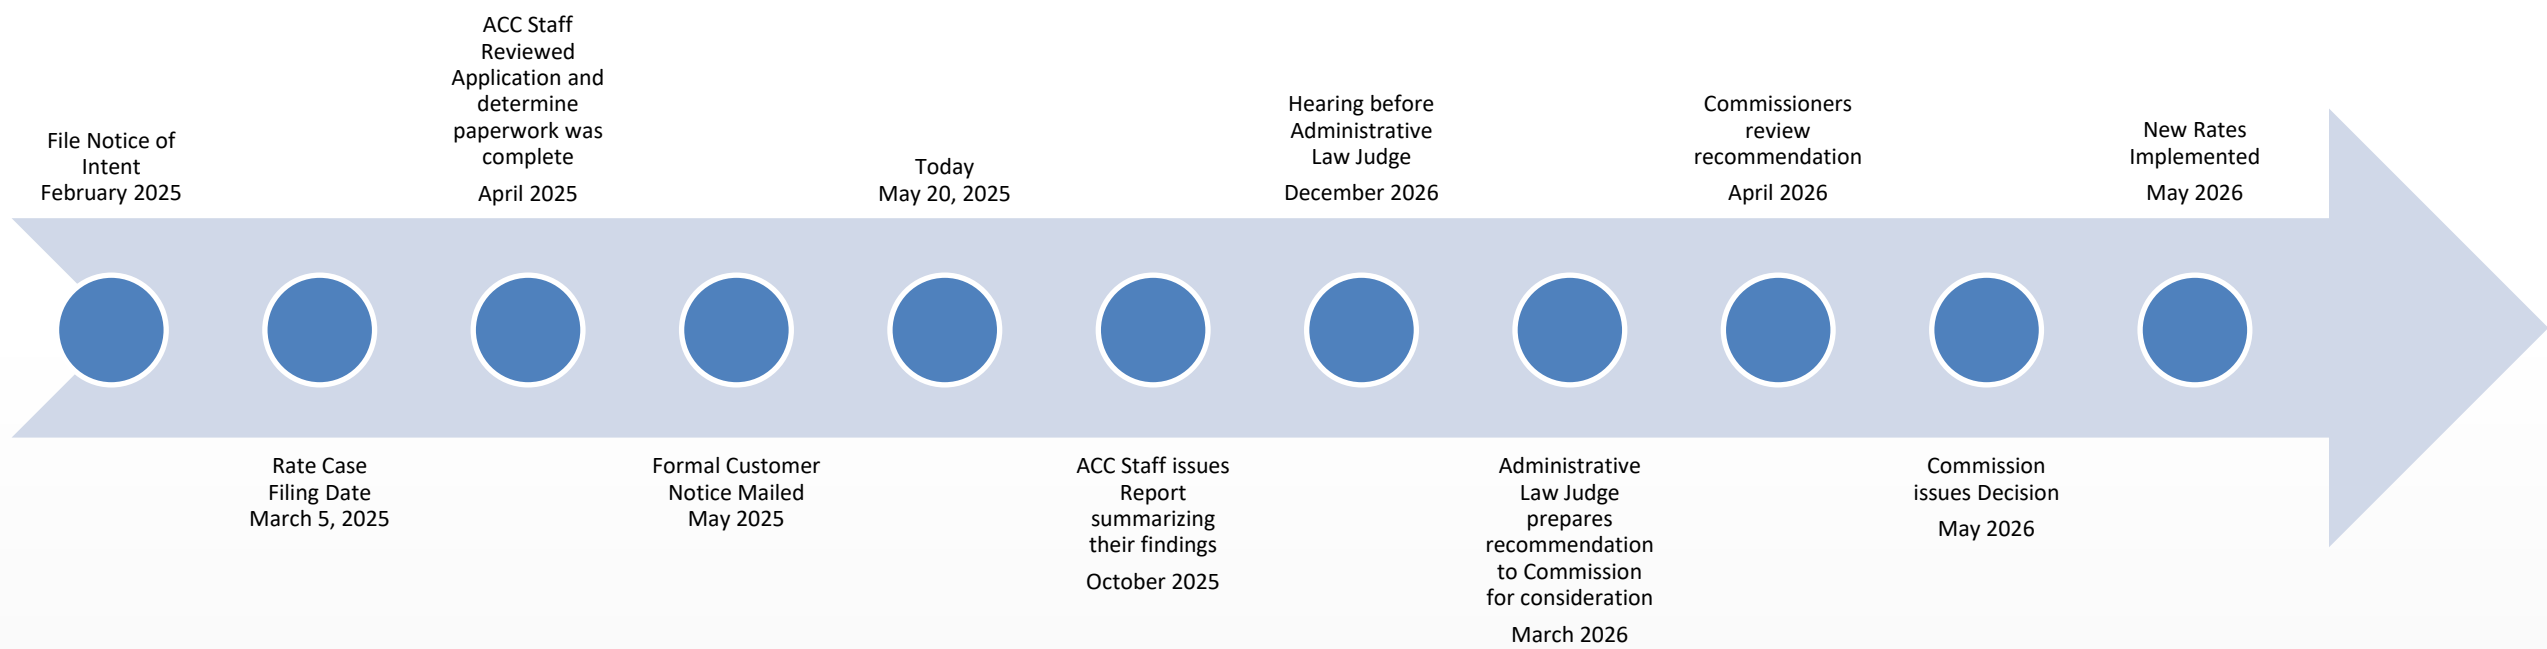 File Notice of
Intent
February 2025
Rate Case
Filing Date
March 5, 2025
ACC Staff
Reviewed
Application and
determine
paperwork was
complete
April 2025
Formal Customer
Notice Mailed
May 2025
Today
May 20, 2025
ACC Staff issues
Report
summarizing
their findings
October 2025
Hearing before
Administrative
Law Judge
December 2026
Administrative
Law Judge
prepares
recommendation
to Commission
for consideration
March 2026
Commissioners
review
recommendation
April 2026
Commission
issues Decision
May 2026
New Rates
Implemented
May 2026